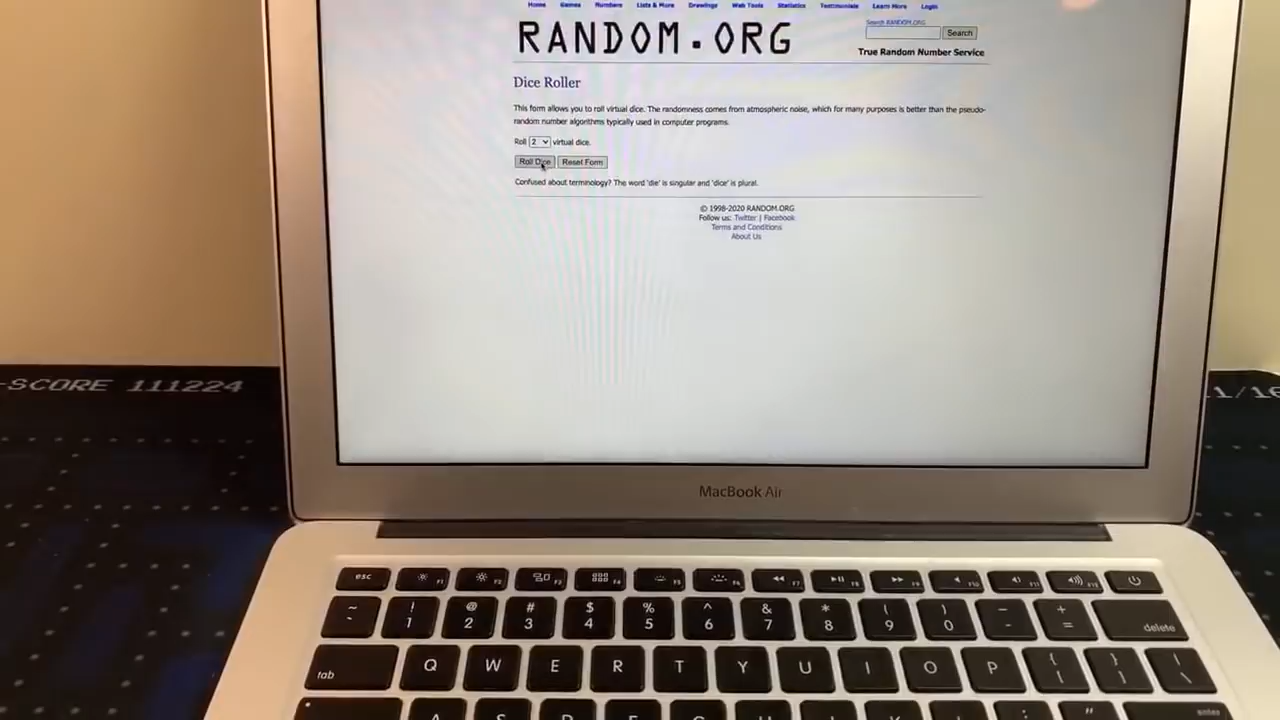 Home Games Numbers Lists & More Drawings Web Tools Statistics Testimonials Learn More Login
RANDOM.ORG
Search RANDOM.ORG
Search
True Random Number Service
Dice Roller
This form allows you to roll virtual dice. The randomness comes from atmospheric noise, which for many purposes is better than the pseudo-
random number algorithms typically used in computer programs.
Roll 2 virtual dice.
Roll Dice Reset Form
Confused about terminology? The word 'die' is singular and 'dice' is plural.
© 1998-2020 RANDOM.ORG
Follow us: Twitter | Facebook
Terms and Conditions
About Us
-SCORE 111224
MacBook Air
esc F1 F2 F3 F4 F5 F6 F7 F8 F9 F10 F11 F12
~ ! @ # $ % ^ & * ( ) _ +
` 1 2 3 4 5 6 7 8 9 0 - = delete
tab Q W E R T Y U I O P { [ } ] | \
A S D F G H J K L : ; " enter